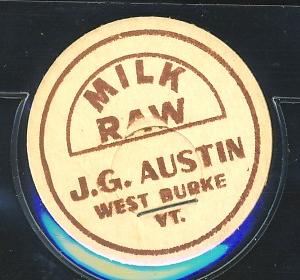 MILK
RAW
J.G. AUSTIN
WEST BURKE
VT.